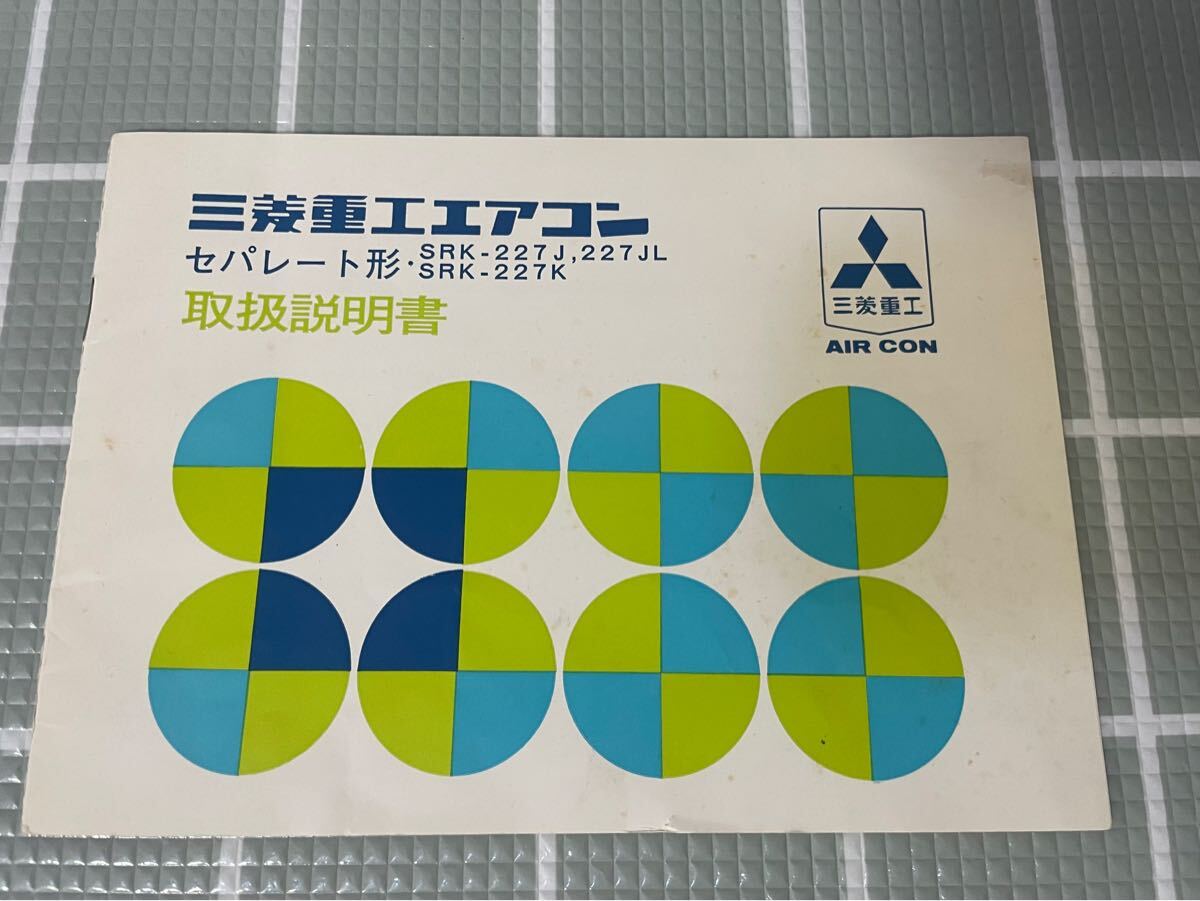 三菱重工エアコン
セパレート形・SRK-227J,227JL
SRK-227K
取扱説明書
三菱重工
AIR CON